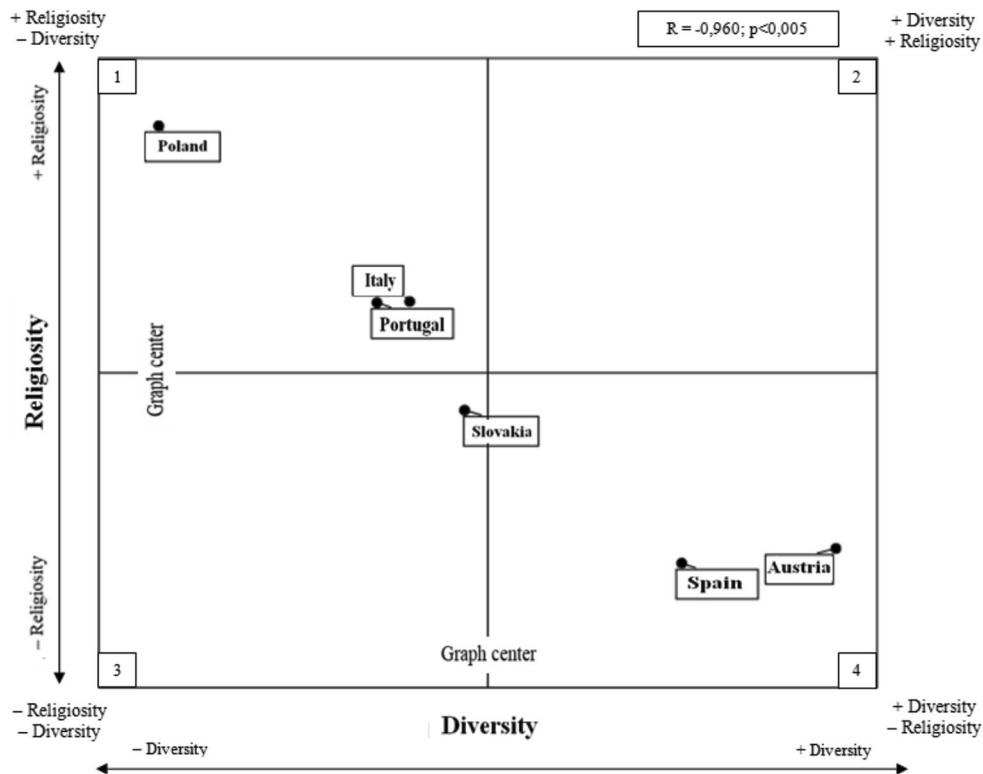 + Religiosity
– Diversity
R = -0,960; p<0,005
+ Diversity
+ Religiosity
1
2
+ Religiosity
Poland
Italy
Portugal
Religiosity
Graph center
Slovakia
– Religiosity
Spain
Austria
Graph center
3
4
– Religiosity
– Diversity
Diversity
+ Diversity
– Religiosity
– Diversity
+ Diversity